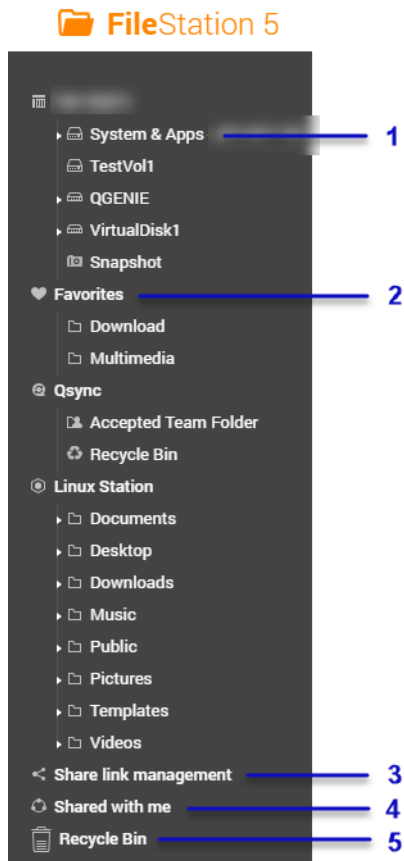 FileStation 5
System & Apps 1
TestVol1
QGENIE
VirtualDisk1
Snapshot
Favorites 2
Download
Multimedia
Qsync
Accepted Team Folder
Recycle Bin
Linux Station
Documents
Desktop
Downloads
Music
Public
Pictures
Templates
Videos
Share link management 3
Shared with me 4
Recycle Bin 5